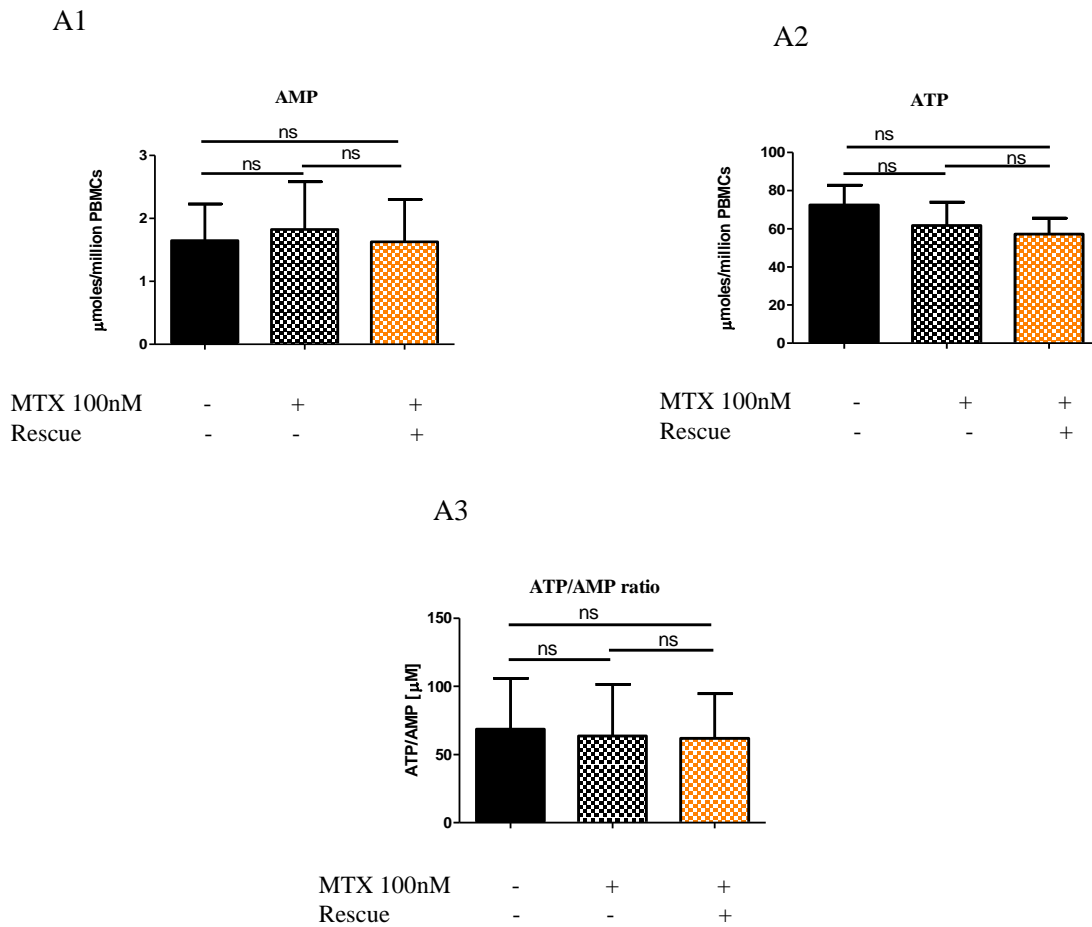 A1
AMP
ns
ns
ns
3
2
1
0
µmoles/million PBMCs
MTX 100nM - + +
Rescue - - +
A2
ATP
ns
ns
ns
100
80
60
40
20
0
µmoles/million PBMCs
MTX 100nM - + +
Rescue - - +
A3
ATP/AMP ratio
ns
ns
ns
150
100
50
0
ATP/AMP [ µM]
MTX 100nM - + +
Rescue - - +